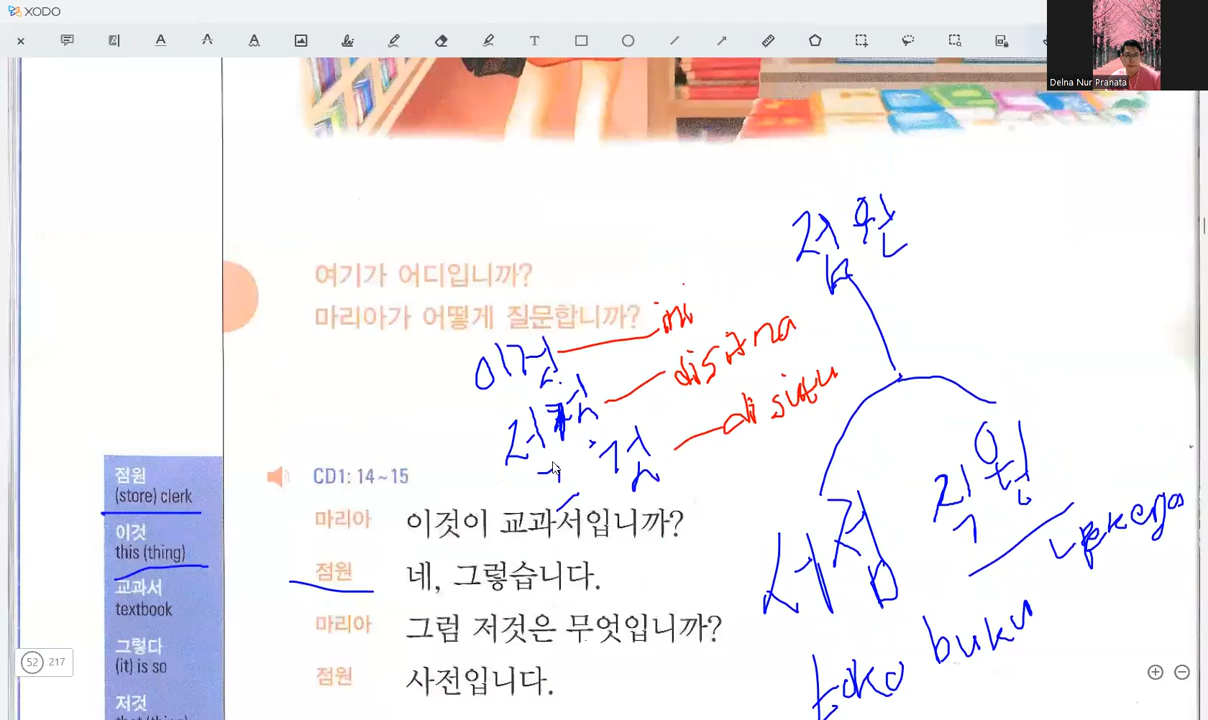 XODO
Delna Nur Pranata
여기가 어디입니까?
마리아가 어떻게 질문합니까?
점원
이것
ini
저것
disana
그것
disitu
서점
toko buku
직원
pekerja
CD1: 14~15
마리아 이것이 교과서입니까?
점원 네, 그렇습니다.
마리아 그럼 저것은 무엇입니까?
점원 사전입니다.
점원
(store) clerk
이것
this (thing)
교과서
textbook
그렇다
(it) is so
저것
52 217